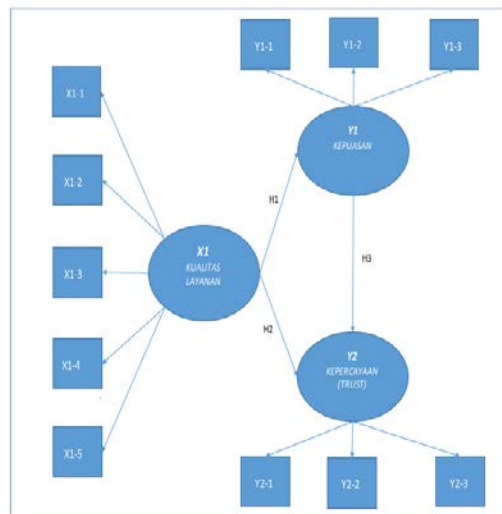 Y1-1
Y1-2
Y1-3
X1-1
Y1
KEPUASAN
X1-2
H1
X1
KUALITAS
LAYANAN
X1-3
H3
H2
X1-4
Y2
KEPERCAYAAN
(TRUST)
X1-5
Y2-1
Y2-2
Y2-3